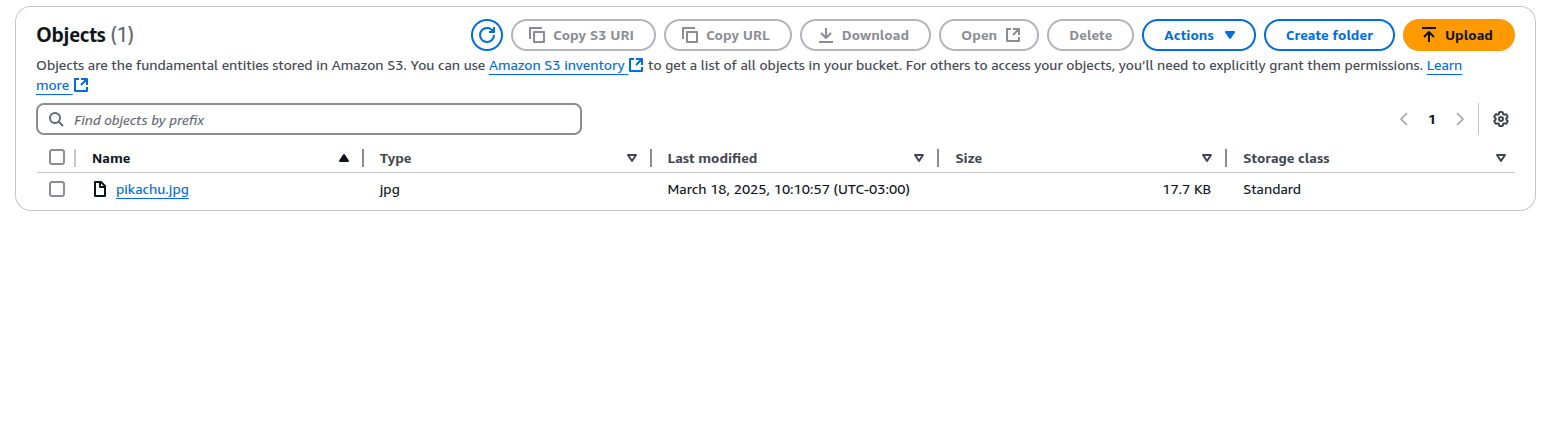 Objects (1)
Copy S3 URI
Copy URL
Download
Open
Delete
Actions
Create folder
Upload
Objects are the fundamental entities stored in Amazon S3. You can use Amazon S3 inventory to get a list of all objects in your bucket. For others to access your objects, you'll need to explicitly grant them permissions. Learn
more
Find objects by prefix
1
Name Type Last modified Size Storage class
pikachu.jpg jpg March 18, 2025, 10:10:57 (UTC-03:00) 17.7 KB Standard